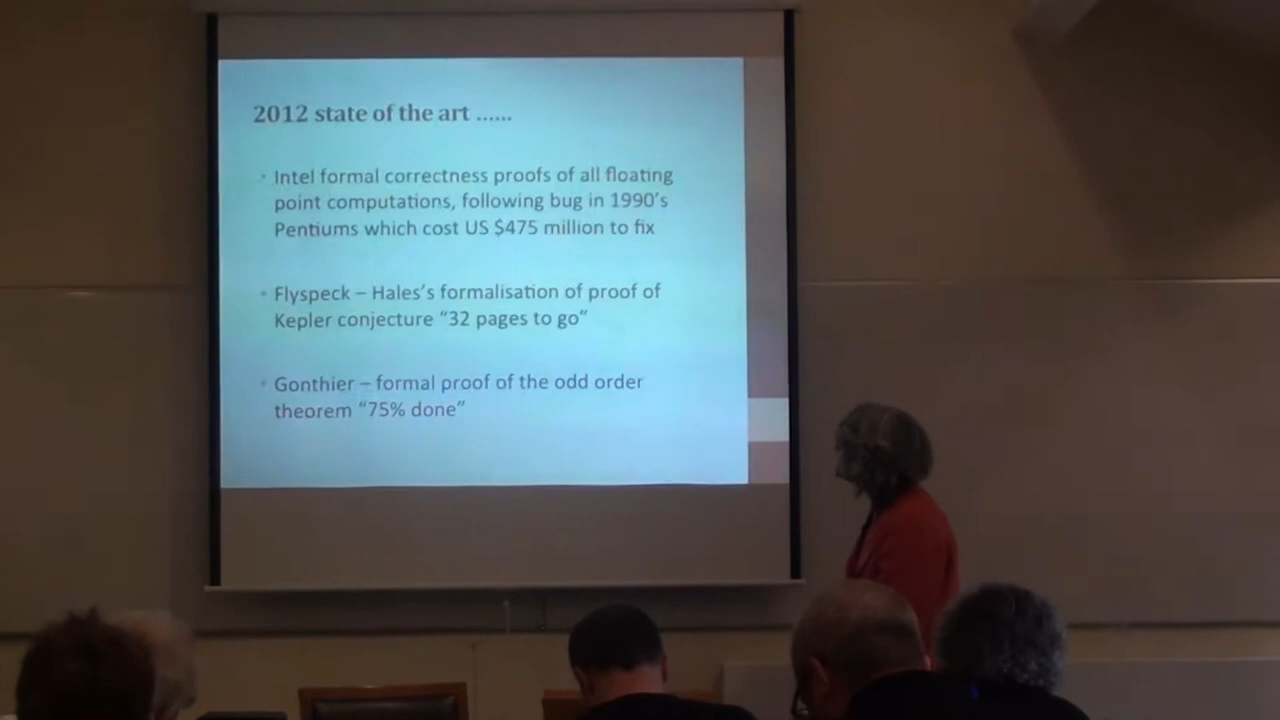 2012 state of the art ......
• Intel formal correctness proofs of all floating
point computations, following bug in 1990's
Pentiums which cost US $475 million to fix
• Flyspeck – Hales's formalisation of proof of
Kepler conjecture "32 pages to go"
• Gonthier – formal proof of the odd order
theorem "75% done"